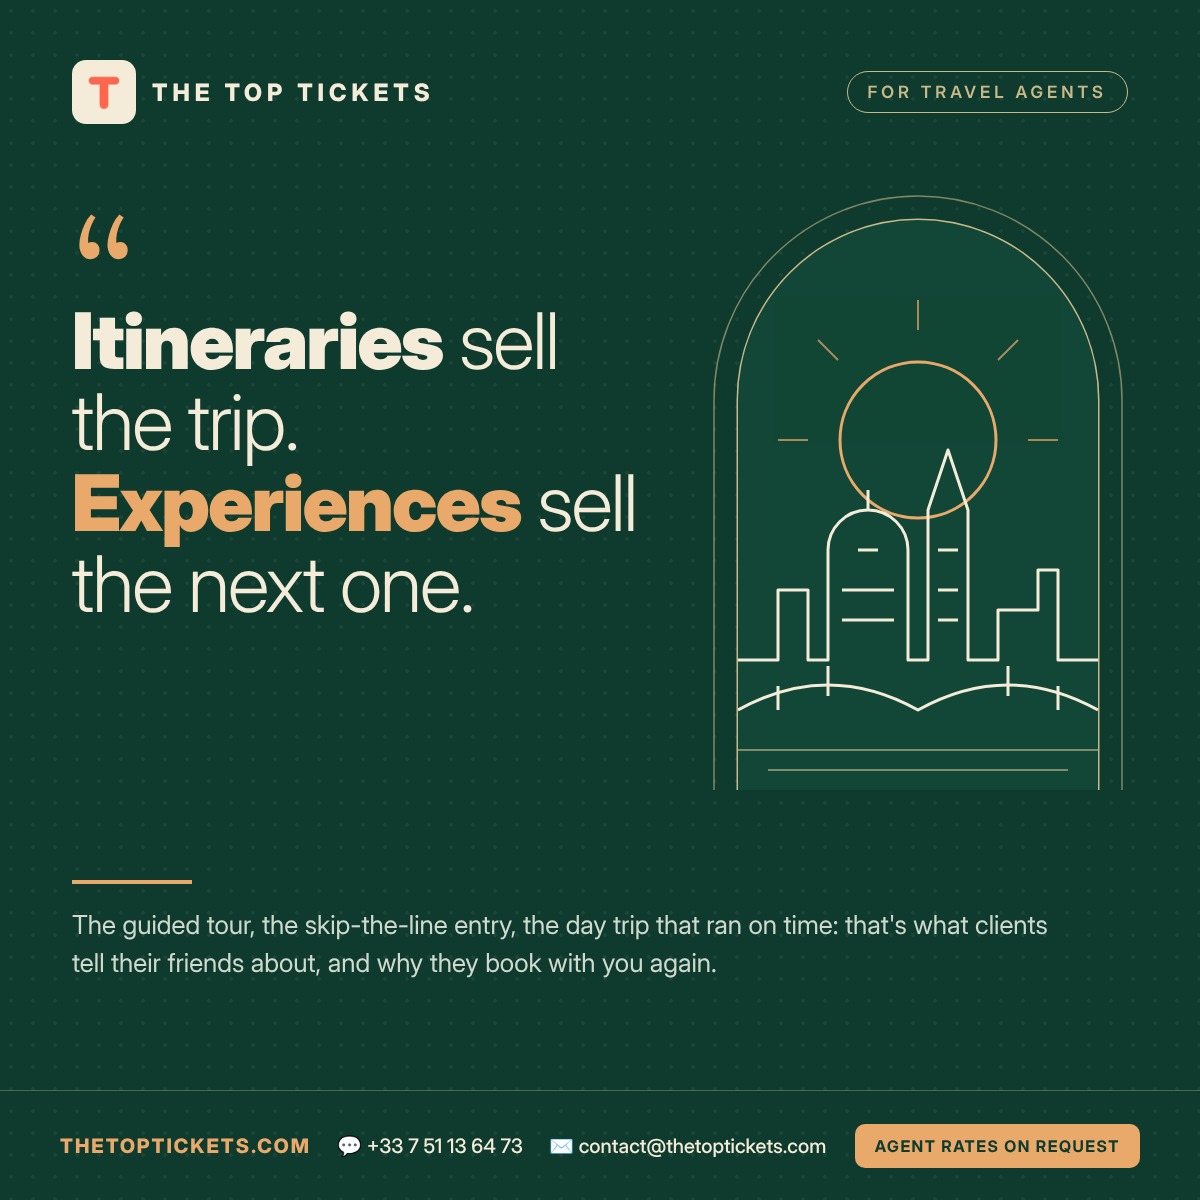 T THE TOP TICKETS
FOR TRAVEL AGENTS
“
Itineraries sell
the trip.
Experiences sell
the next one.
The guided tour, the skip-the-line entry, the day trip that ran on time: that's what clients
tell their friends about, and why they book with you again.
THETOPTICKETS.COM 💬 +33 7 51 13 64 73 ✉️ contact@thetoptickets.com AGENT RATES ON REQUEST